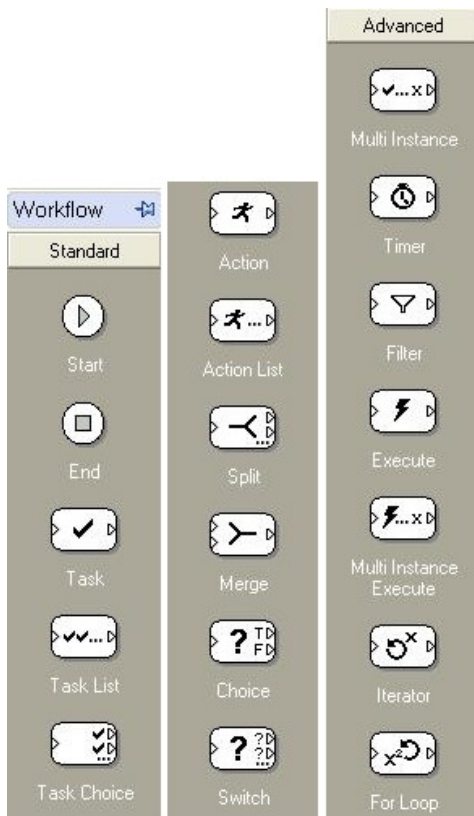 Workflow
Standard
Start
End
Task
Task List
Task Choice
Action
Action List
Split
Merge
? T
F
Choice
? ?
?
Switch
Advanced
...x
Multi Instance
Timer
Filter
Execute
...x
Multi Instance
Execute
x
Iterator
x²
For Loop